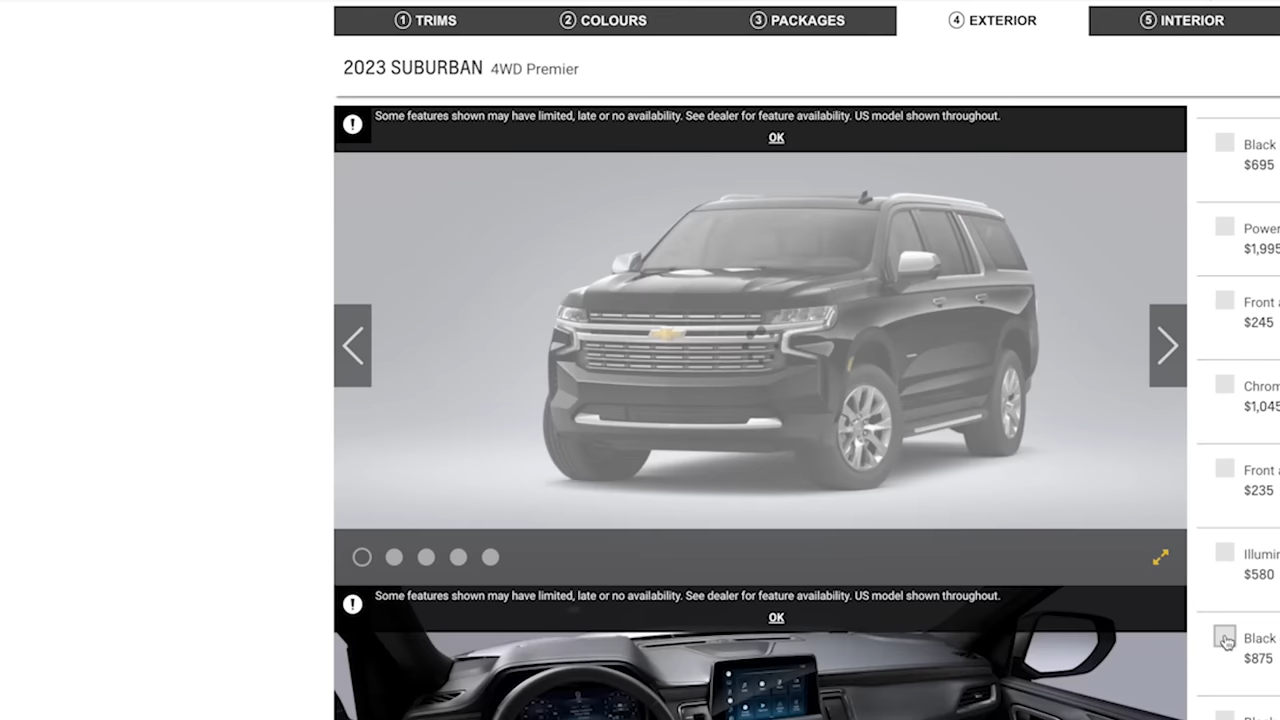 1 TRIMS
2 COLOURS
3 PACKAGES
4 EXTERIOR
5 INTERIOR
2023 SUBURBAN 4WD Premier
Some features shown may have limited, late or no availability. See dealer for feature availability. US model shown throughout.
OK
Black
$695
Power
$1,995
Front a
$245
Chrom
$1,045
Front a
$235
Illumin
$580
Some features shown may have limited, late or no availability. See dealer for feature availability. US model shown throughout.
OK
Black
$875